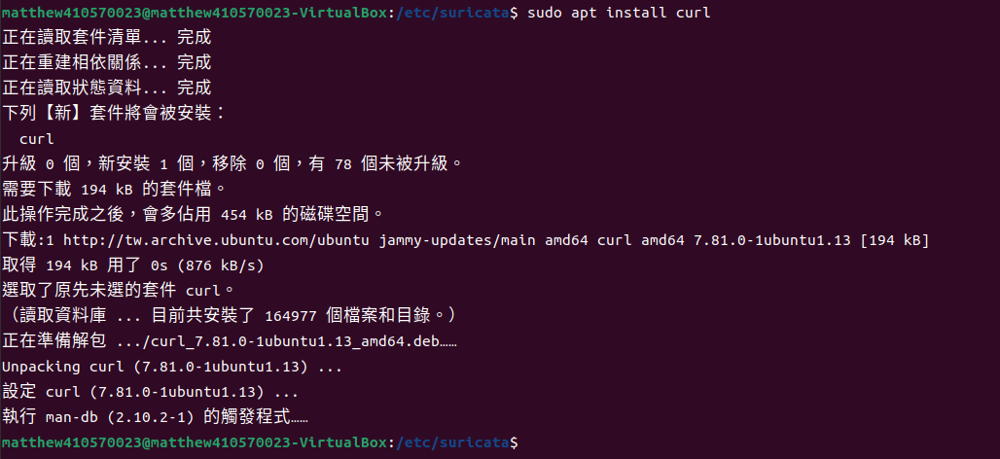 matthew410570023@matthew410570023-VirtualBox:/etc/suricata$ sudo apt install curl
正在讀取套件清單... 完成
正在重建相依關係... 完成
正在讀取狀態資料... 完成
下列【新】套件將會被安裝：
  curl
升級 0 個，新安裝 1 個，移除 0 個，有 78 個未被升級。
需要下載 194 kB 的套件檔。
此操作完成之後，會多佔用 454 kB 的磁碟空間。
下載:1 http://tw.archive.ubuntu.com/ubuntu jammy-updates/main amd64 curl amd64 7.81.0-1ubuntu1.13 [194 kB]
取得 194 kB 用了 0s (876 kB/s)
選取了原先未選的套件 curl。
（讀取資料庫 ... 目前共安裝了 164977 個檔案和目錄。）
正在準備解包 .../curl_7.81.0-1ubuntu1.13_amd64.deb……
Unpacking curl (7.81.0-1ubuntu1.13) ...
設定 curl (7.81.0-1ubuntu1.13) ...
執行 man-db (2.10.2-1) 的觸發程式……
matthew410570023@matthew410570023-VirtualBox:/etc/suricata$